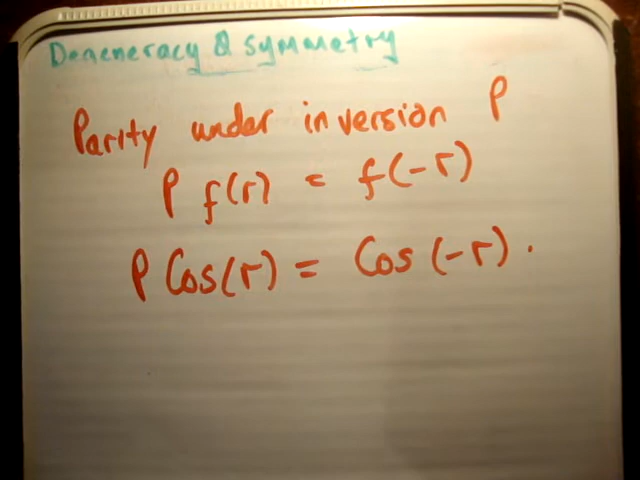 Degeneracy & symmetry
Parity under inversion P
P f(r) = f(-r)
P Cos(r) = Cos(-r).